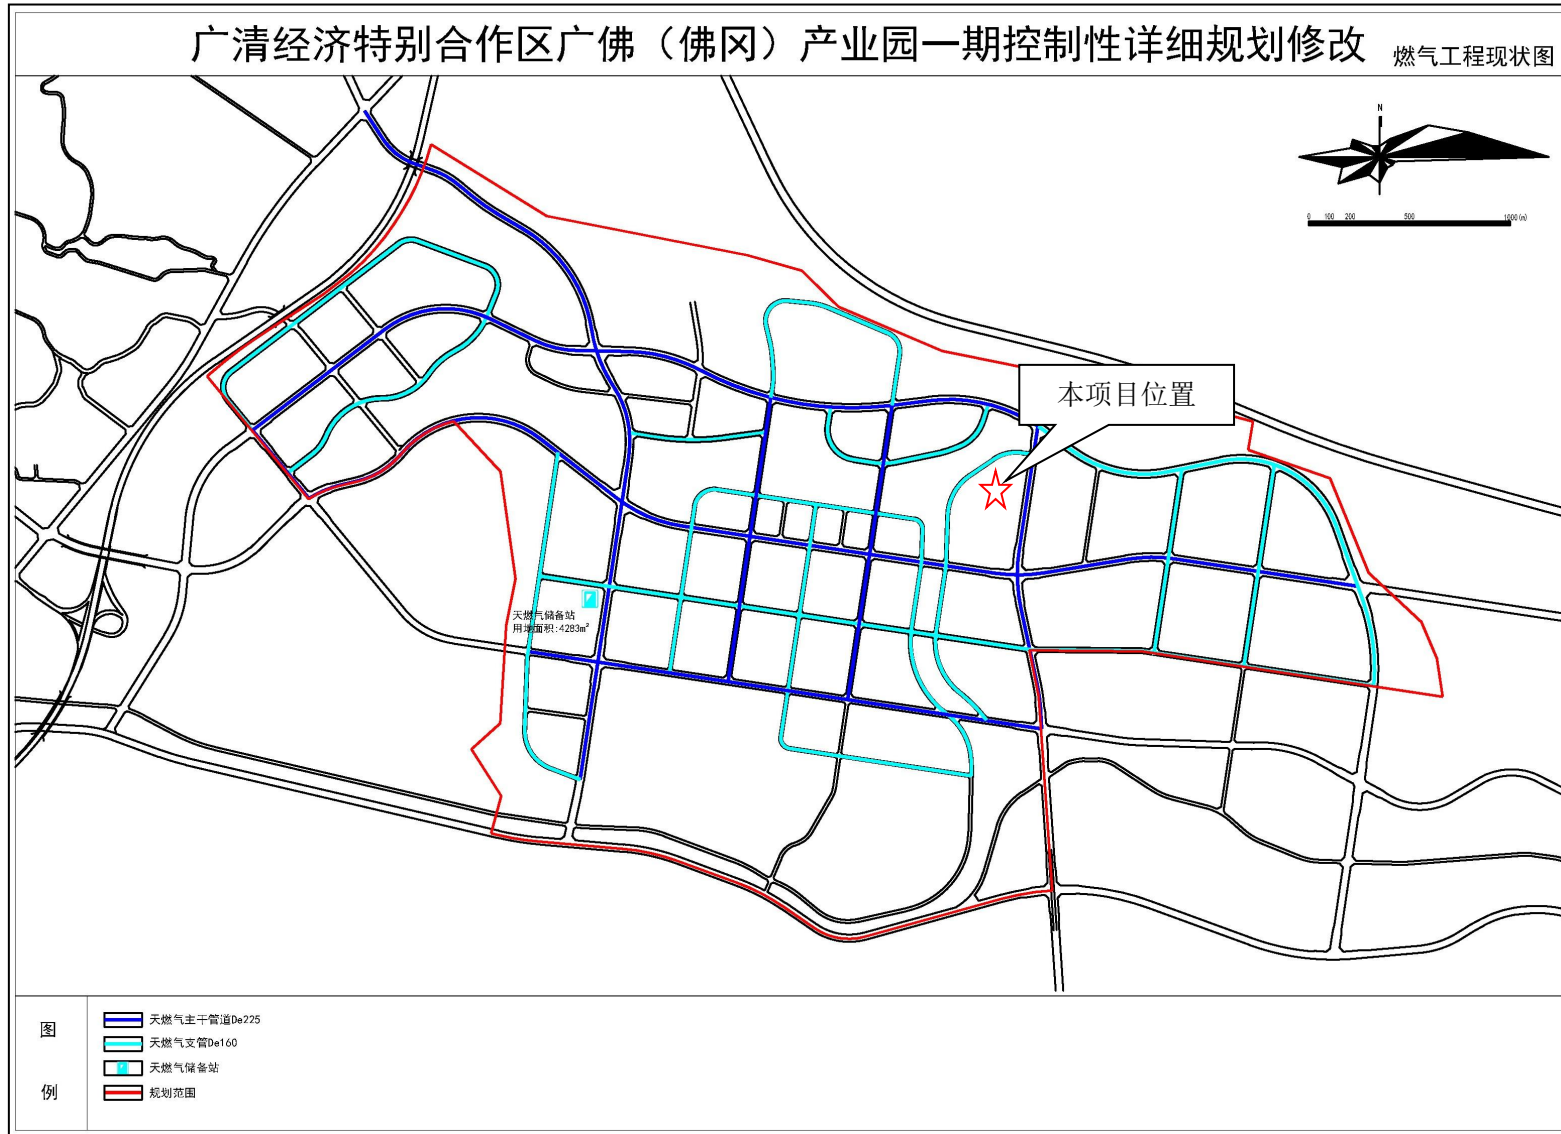 广清经济特别合作区广佛（佛冈）产业园一期控制性详细规划修改 燃气工程现状图
N
0 100 200 500 1000(m)
本项目位置
天燃气储备站
用地面积:4283m²
图例
天燃气主干管道De225
天燃气支管De160
天燃气储备站
规划范围